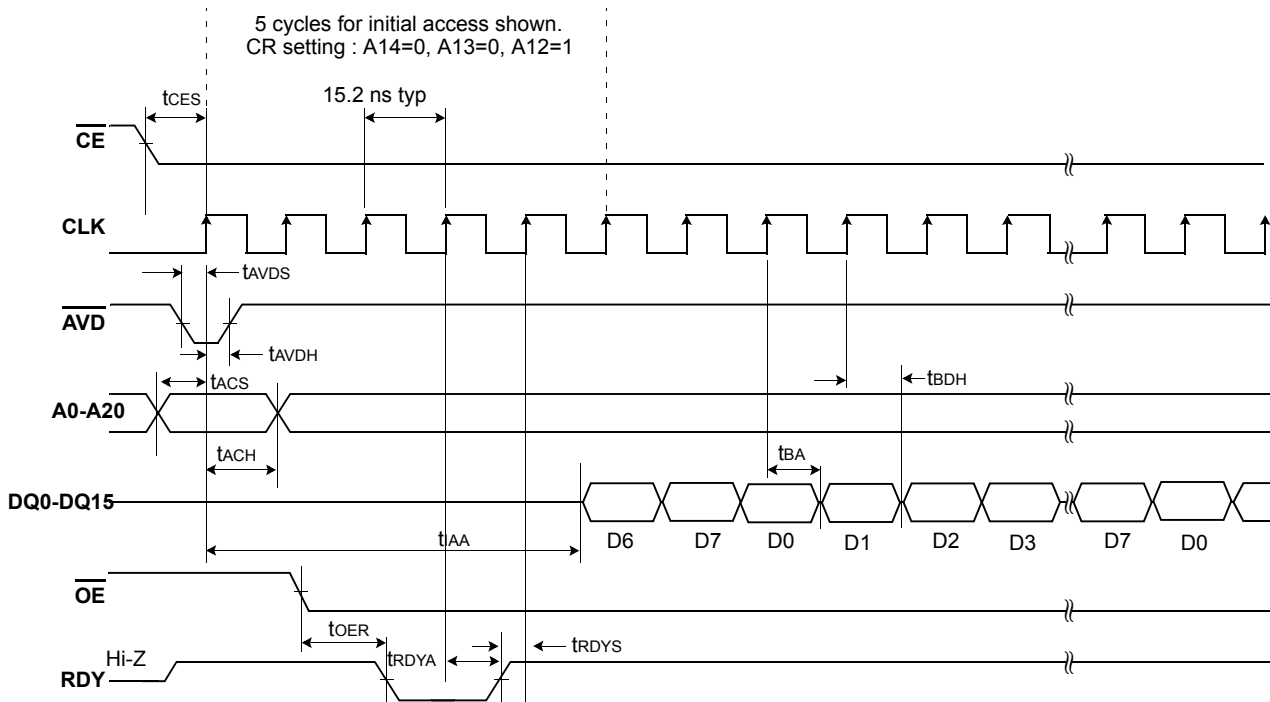 5 cycles for initial access shown.
CR setting : A14=0, A13=0, A12=1
tCES
15.2 ns typ
CE
CLK
tAVDS
AVD
tAVDH
tACS
tBDH
A0-A20
tACH
tBA
DQ0-DQ15
tIAA
D6 D7 D0 D1 D2 D3 D7 D0
OE
tOER
tRDYS
Hi-Z
tRDYA
RDY